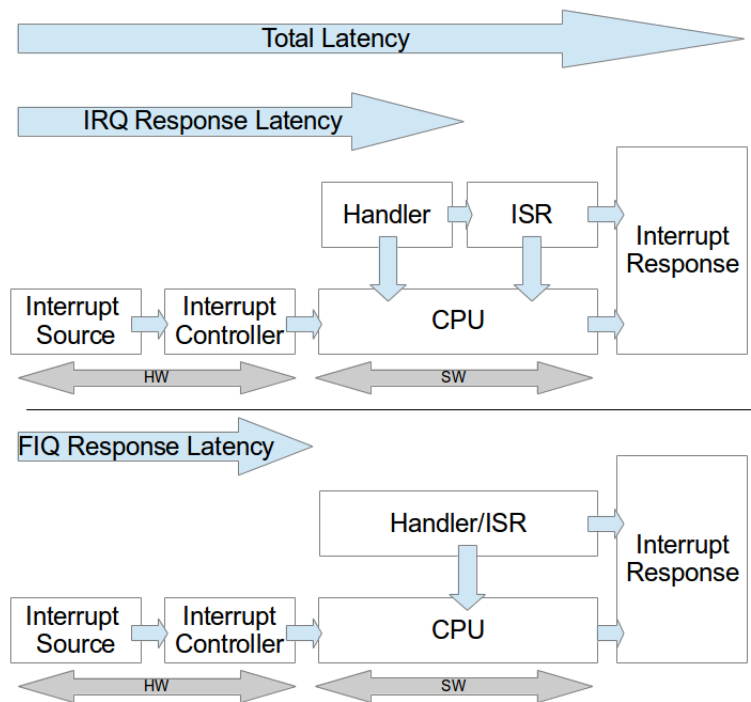 Total Latency
IRQ Response Latency
Handler
ISR
Interrupt
Response
Interrupt
Source
Interrupt
Controller
CPU
HW
SW
FIQ Response Latency
Handler/ISR
Interrupt
Response
Interrupt
Source
Interrupt
Controller
CPU
HW
SW